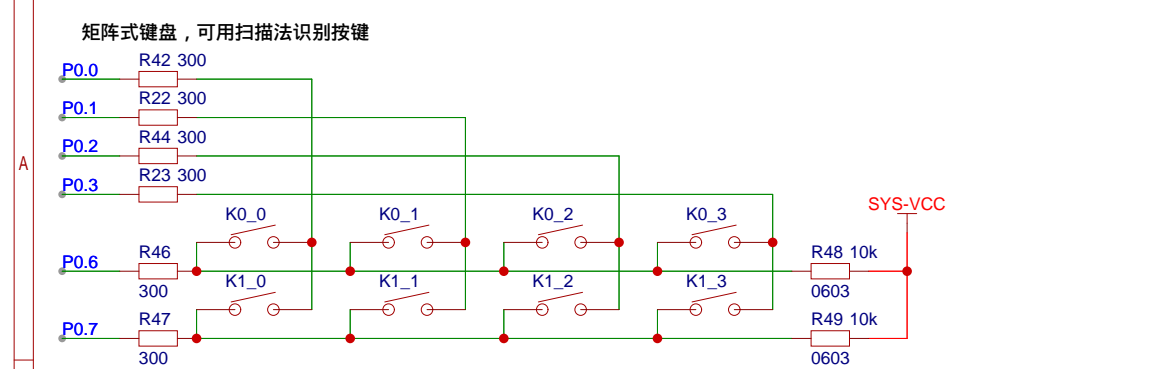 矩阵式键盘，可用扫描法识别按键
R42 300
P0.0
R22 300
P0.1
R44 300
P0.2
R23 300
P0.3
A
SYS-VCC
K0_0 K0_1 K0_2 K0_3
P0.6 R46 R48 10k
300 0603
K1_0 K1_1 K1_2 K1_3
P0.7 R47 R49 10k
300 0603